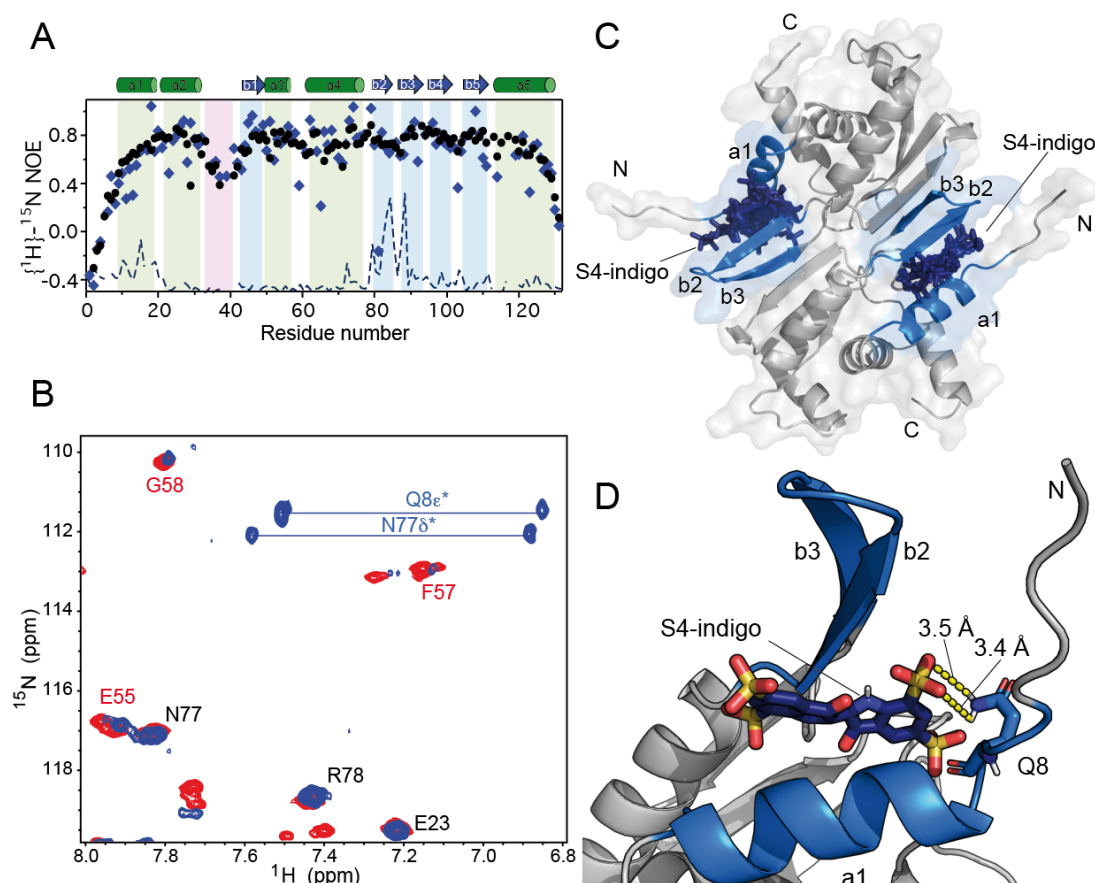 A
a1 a2 b1 a3 a4 b2 b3 b4 b5 a5
{¹H}-¹⁵N NOE
0.8
0.4
0.0
-0.4
0 20 40 60 80 100 120
Residue number
B
110
112
114
116
118
¹⁵N (ppm)
G58
Q8ε*
N77δ*
F57
E55
N77
R78
E23
8.0 7.8 7.6 7.4 7.2 7.0 6.8
¹H (ppm)
C
C
S4-indigo
a1
N
b3 b2
N
S4-indigo
b2
b3
a1
C
D
N
b3
b2
S4-indigo
3.5 Å
3.4 Å
Q8
a1